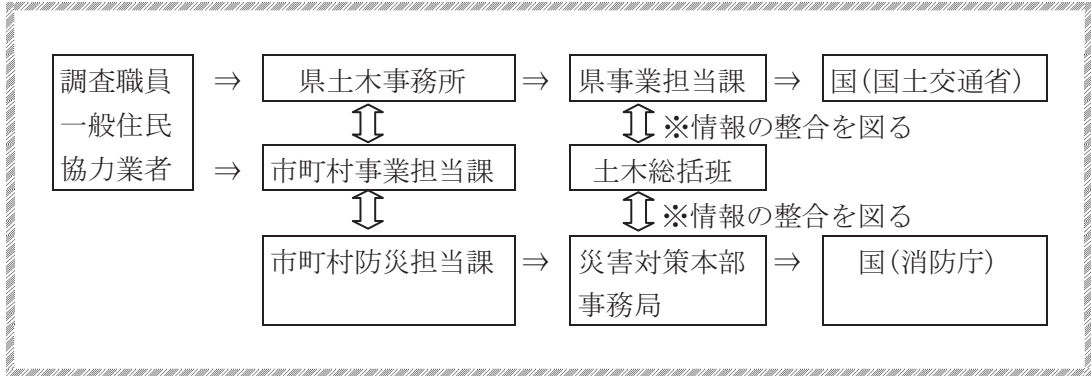 調査職員 ⇒ 県土木事務所 ⇒ 県事業担当課 ⇒ 国(国土交通省)
一般住民 ※情報の整合を図る
協力業者 ⇒ 市町村事業担当課 土木総括班
※情報の整合を図る
市町村防災担当課 ⇒ 災害対策本部 ⇒ 国(消防庁)
事務局